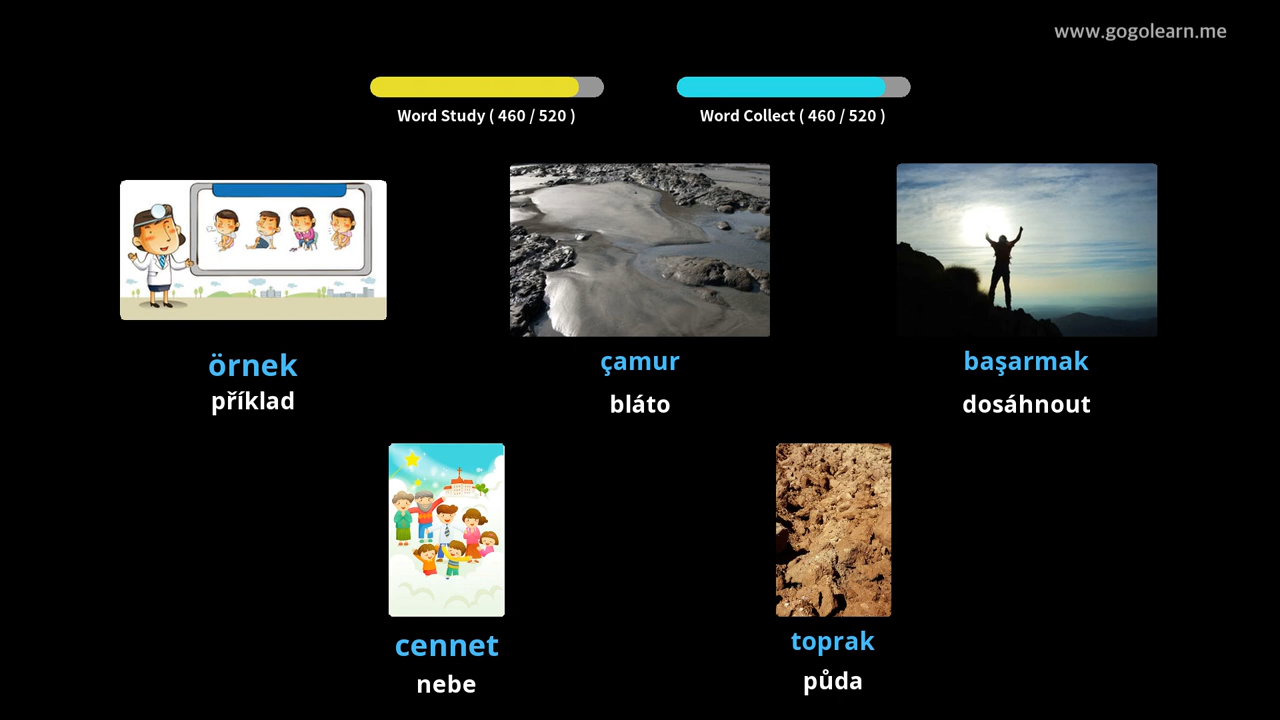 www.gogolearn.me
Word Study ( 460 / 520 )
Word Collect ( 460 / 520 )
örnek
příklad
çamur
bláto
başarmak
dosáhnout
cennet
nebe
toprak
půda